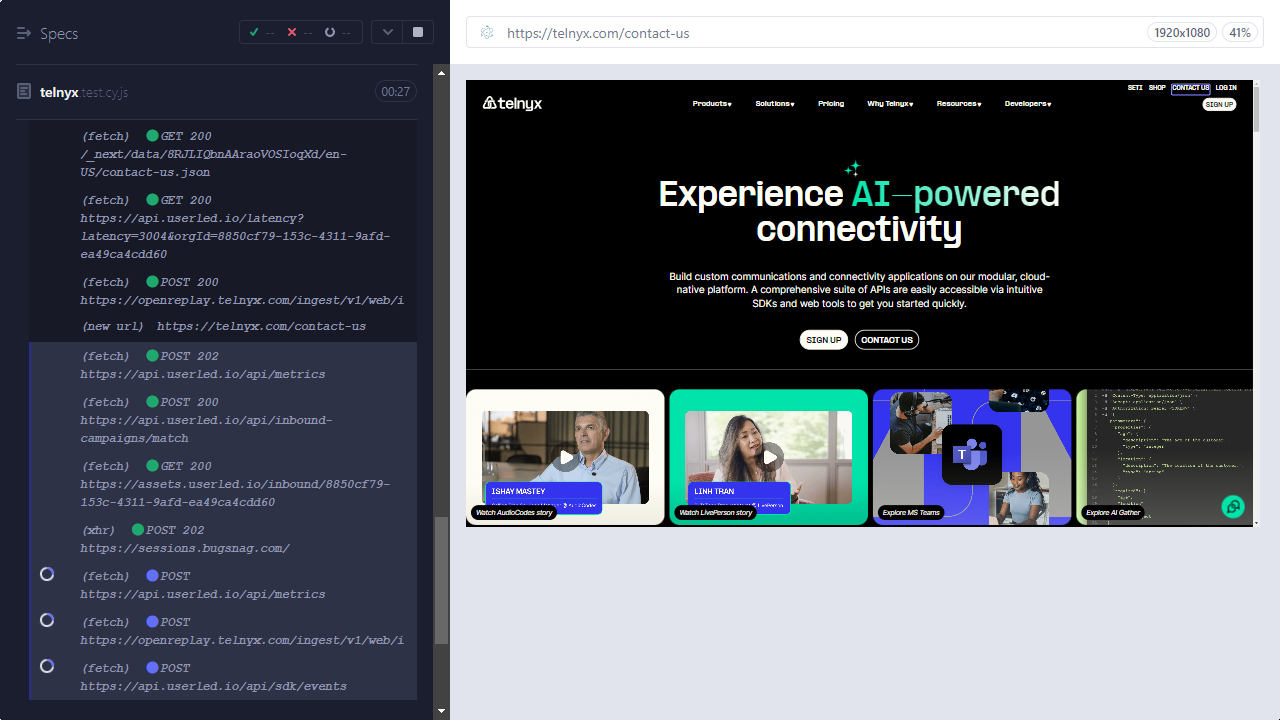 Specs
--
--
--
https://telnyx.com/contact-us
1920x1080
41%
telnyx.test.cy.js
00:27
(fetch) GET 200
/_next/data/8RJLIQbnAAraoVOSIoqXd/en-
US/contact-us.json
(fetch) GET 200
https://api.userled.io/latency?
latency=3004&orgId=8850cf79-153c-4311-9afd-
ea49ca4cdd60
(fetch) POST 200
https://openreplay.telnyx.com/ingest/v1/web/i
(new url) https://telnyx.com/contact-us
(fetch) POST 202
https://api.userled.io/api/metrics
(fetch) POST 200
https://api.userled.io/api/inbound-
campaigns/match
(fetch) GET 200
https://assets.userled.io/inbound/8850cf79-
153c-4311-9afd-ea49ca4cdd60
(xhr) POST 202
https://sessions.bugsnag.com/
(fetch) POST
https://api.userled.io/api/metrics
(fetch) POST
https://openreplay.telnyx.com/ingest/v1/web/i
(fetch) POST
https://api.userled.io/api/sdk/events
SETI SHOP CONTACT US LOG IN
telnyx
Products Solutions Pricing Why Telnyx Resources Developers
SIGN UP
Experience AI-powered
connectivity
Build custom communications and connectivity applications on our modular, cloud-
native platform. A comprehensive suite of APIs are easily accessible via intuitive
SDKs and web tools to get you started quickly.
SIGN UP
CONTACT US
ISHAY MASTEY
AudioCodes
Watch AudioCodes story
LINH TRAN
LivePerson
Watch LivePerson story
T
Explore MS Teams
Explore AI Gather